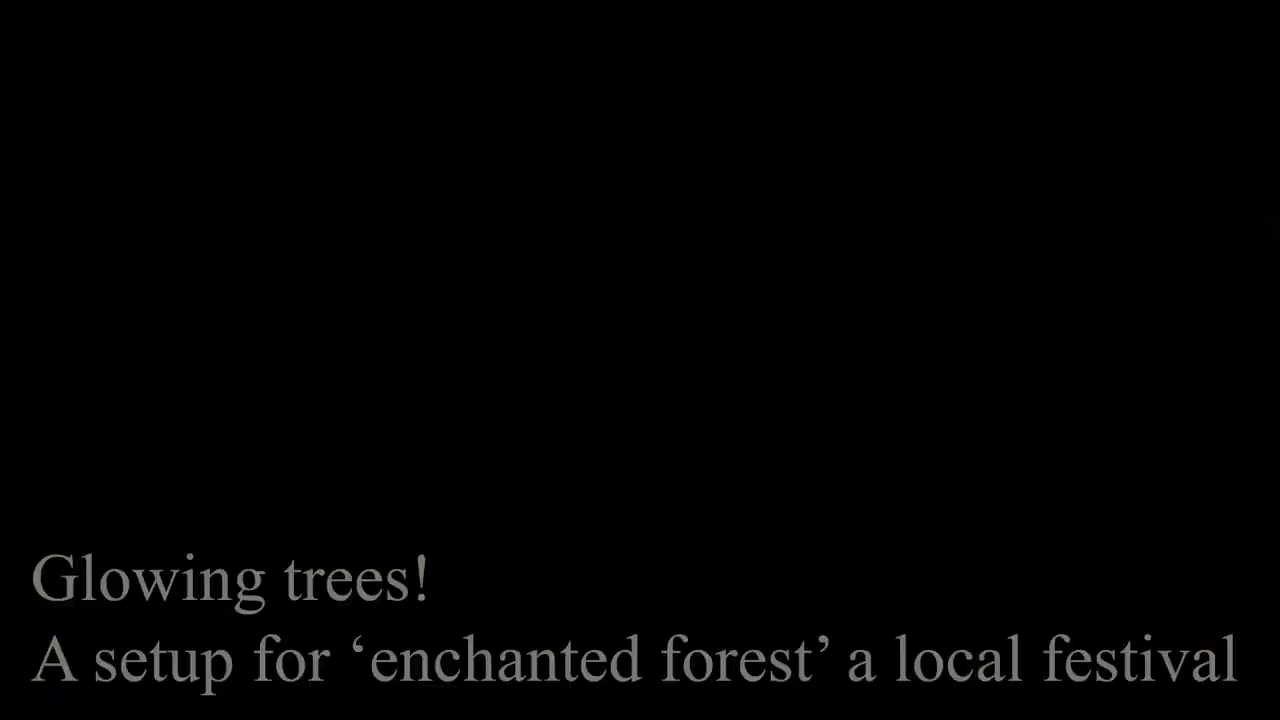 Glowing trees!
A setup for ‘enchanted forest’ a local festival